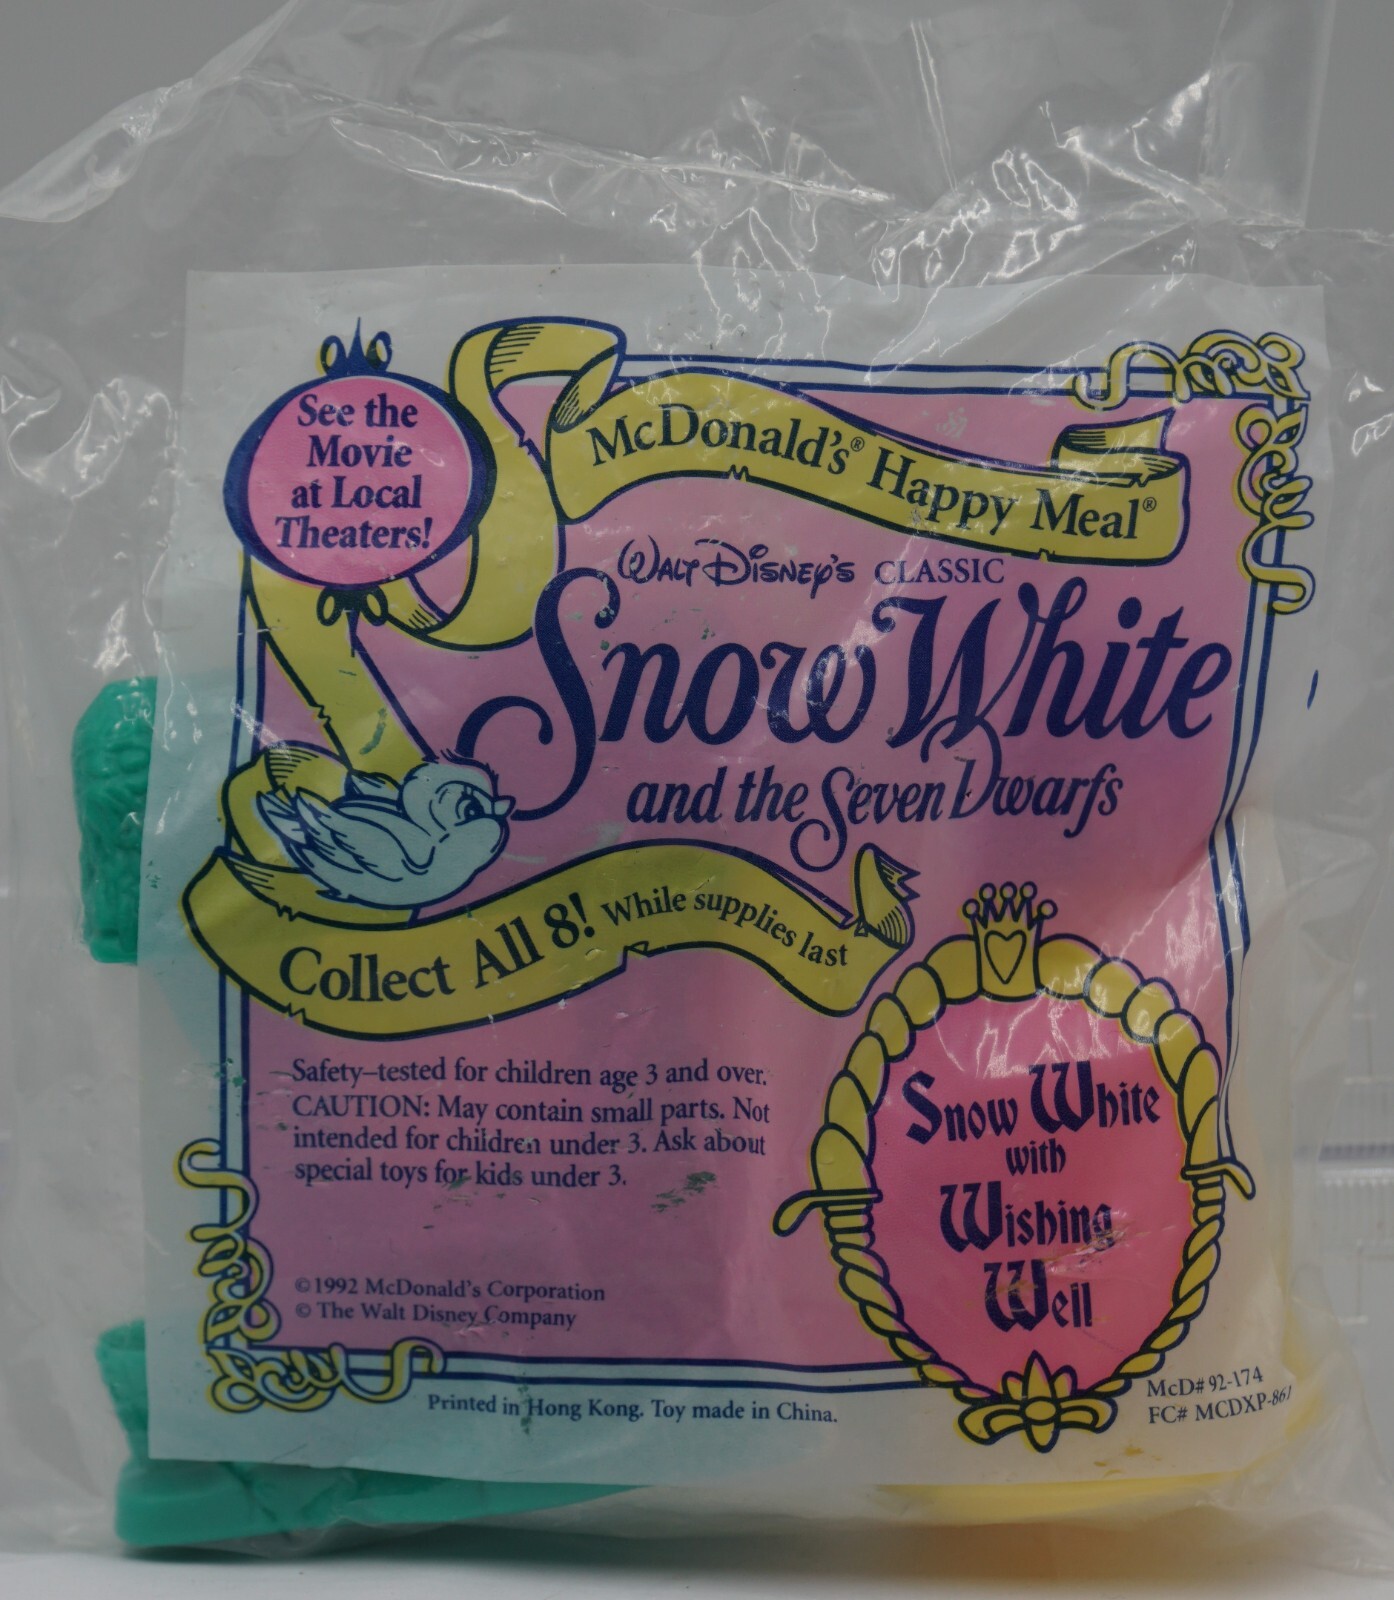 See the
Movie
at Local
Theaters!
McDonald's® Happy Meal®
Walt Disney's CLASSIC
Snow White
and the Seven Dwarfs
Collect All 8! While supplies last
Safety–tested for children age 3 and over.
CAUTION: May contain small parts. Not
intended for children under 3. Ask about
special toys for kids under 3.
Snow White
with
Wishing
Well
©1992 McDonald's Corporation
© The Walt Disney Company
Printed in Hong Kong. Toy made in China.
McD# 92-174
FC# MCDXP-861